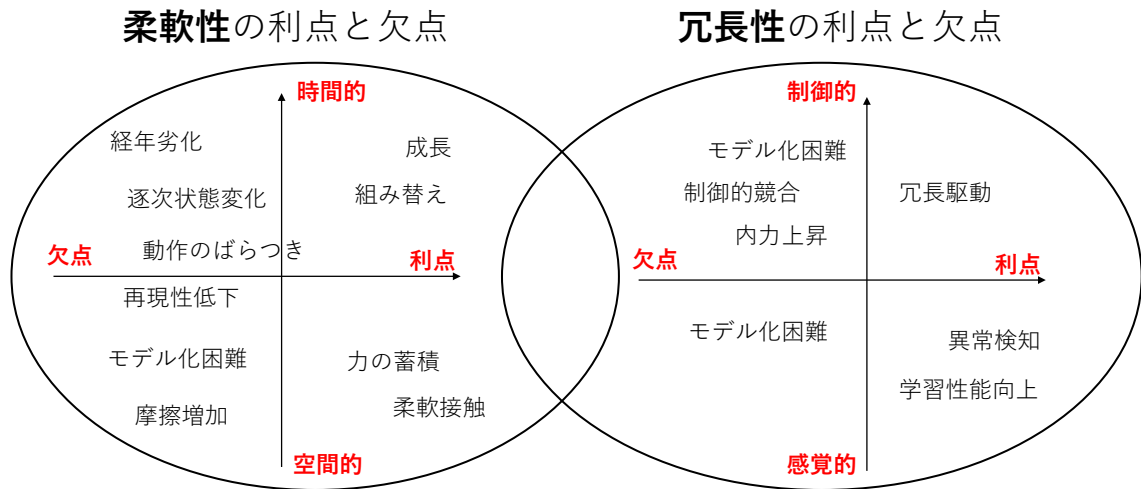 柔軟性の利点と欠点
時間的
経年劣化
成長
逐次状態変化
組み替え
動作のばらつき
欠点
利点
再現性低下
モデル化困難
力の蓄積
摩擦増加
柔軟接触
空間的
冗長性の利点と欠点
制御的
モデル化困難
制御的競合
冗長駆動
内力上昇
欠点
利点
モデル化困難
異常検知
学習性能向上
感覚的